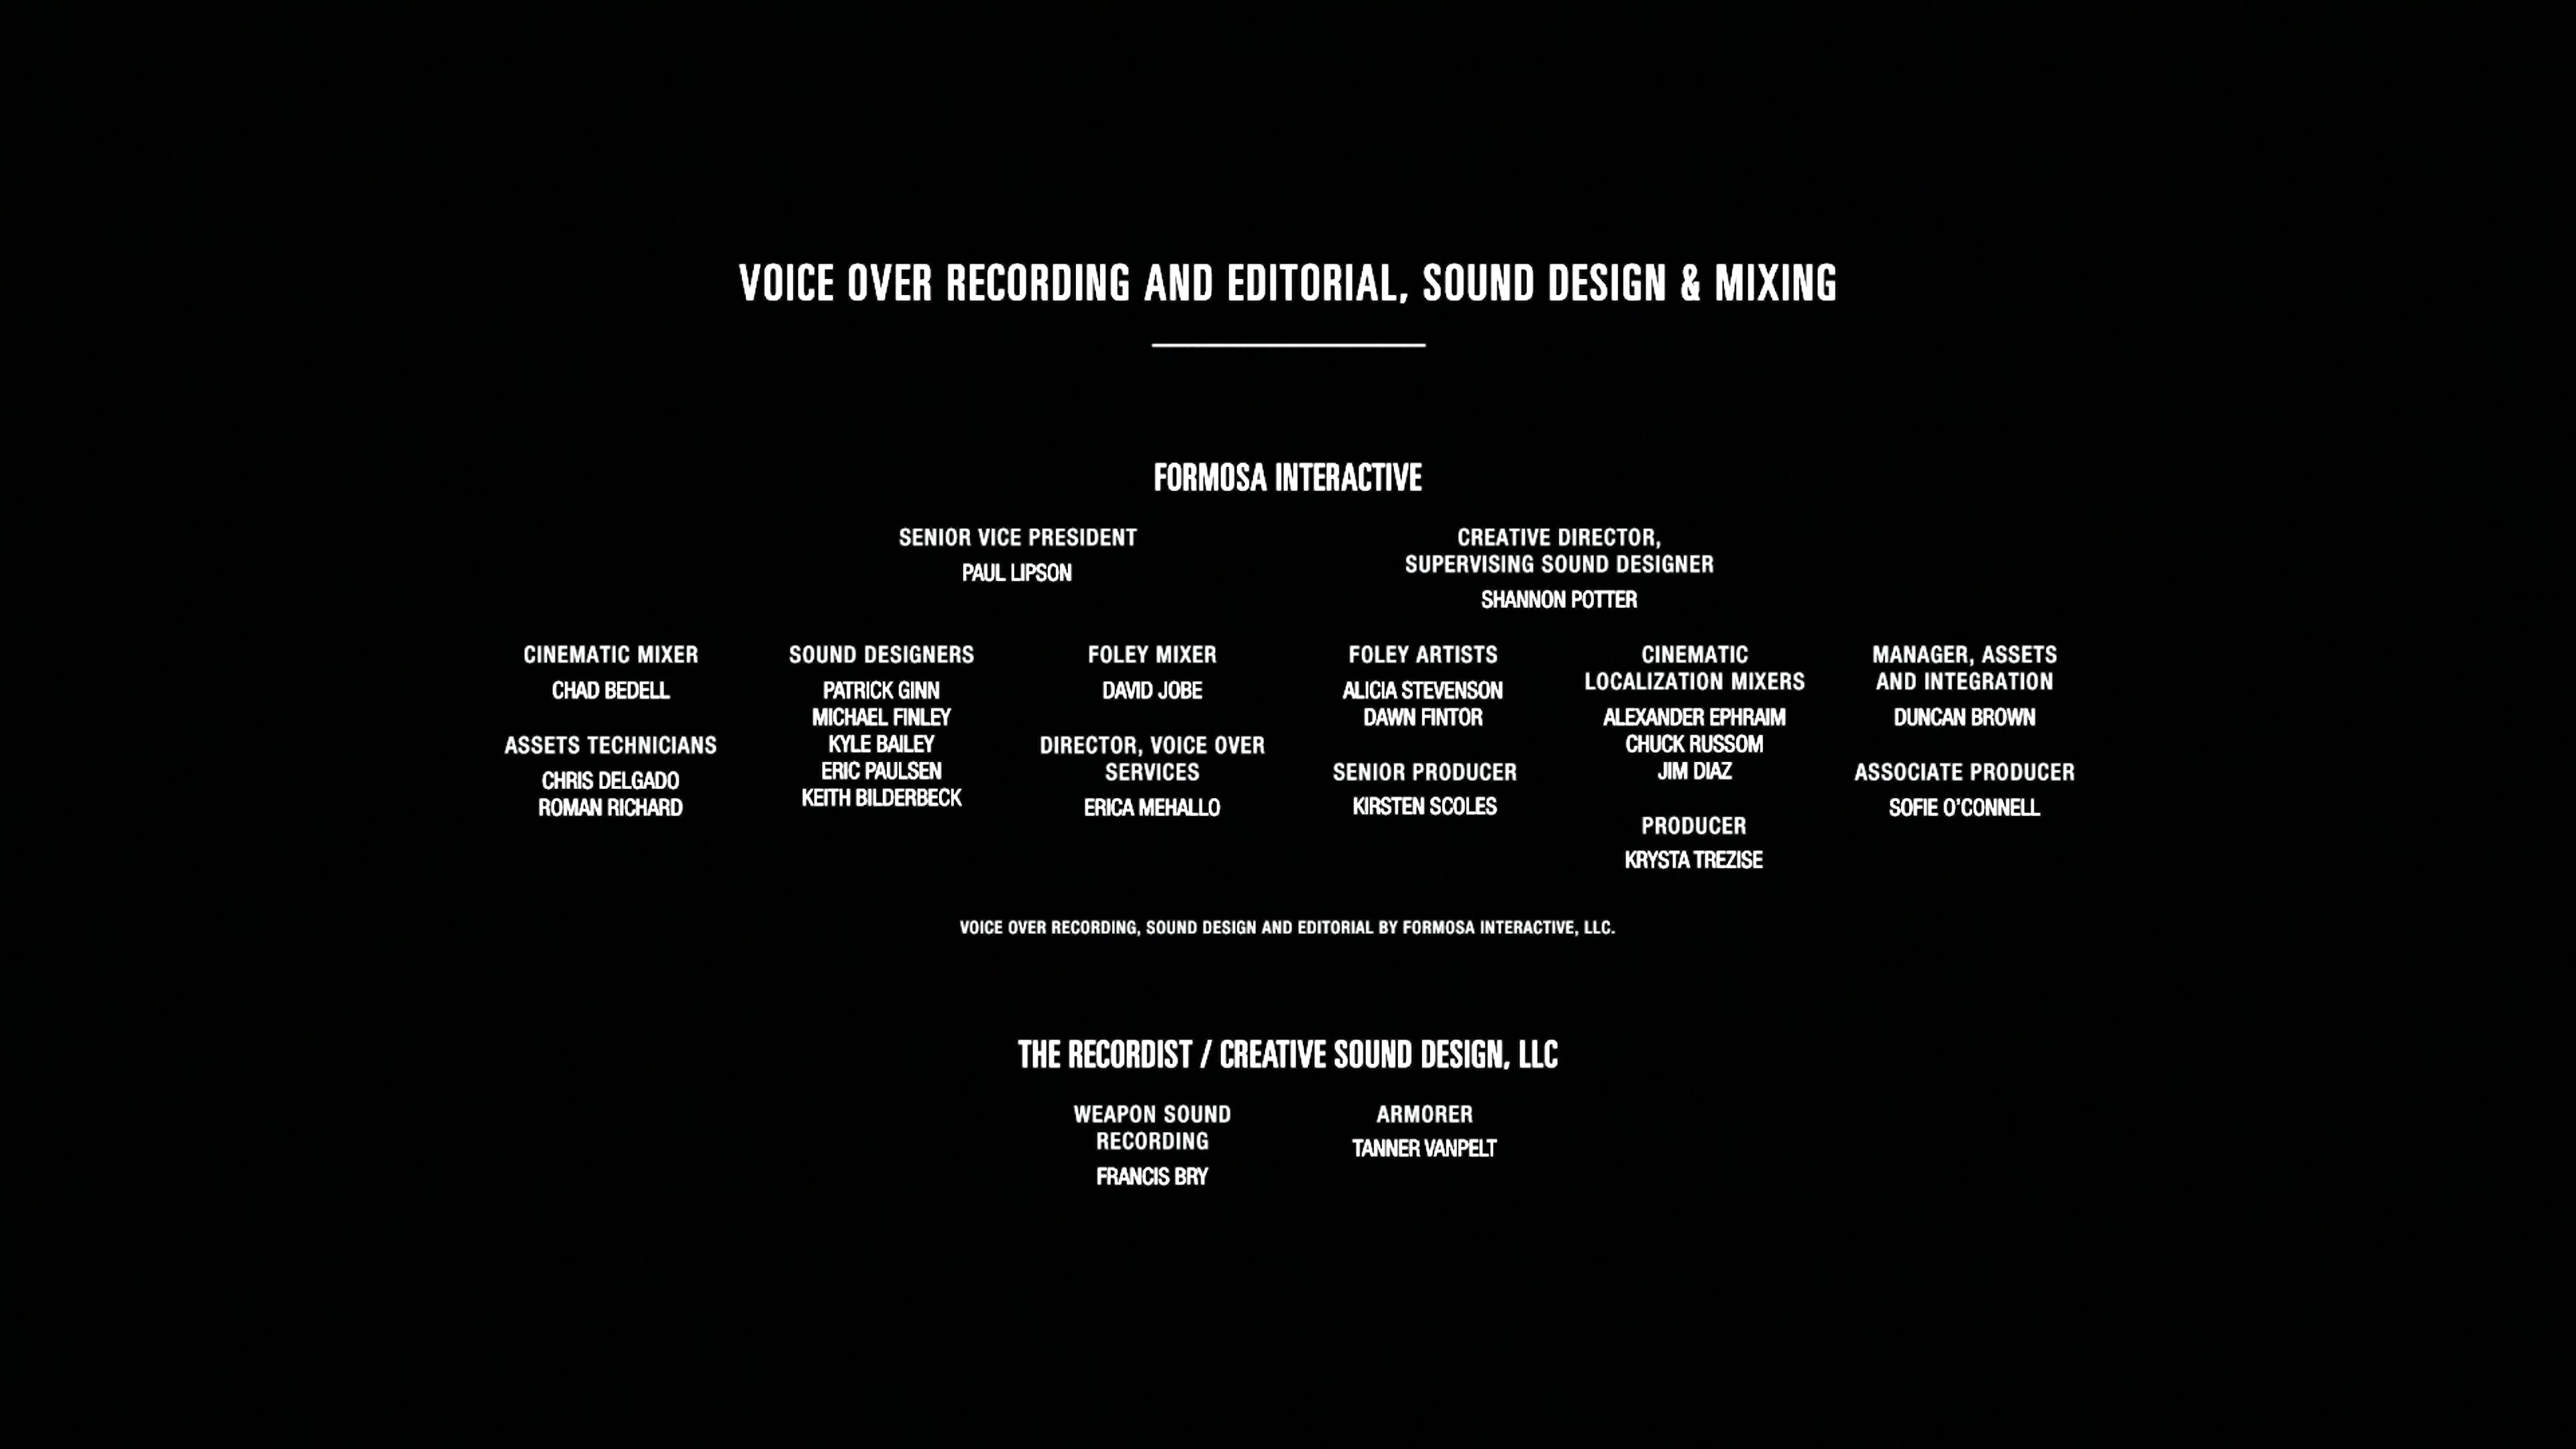 VOICE OVER RECORDING AND EDITORIAL, SOUND DESIGN & MIXING
FORMOSA INTERACTIVE
SENIOR VICE PRESIDENT
PAUL LIPSON
CREATIVE DIRECTOR,
SUPERVISING SOUND DESIGNER
SHANNON POTTER
CINEMATIC MIXER
CHAD BEDELL
ASSETS TECHNICIANS
CHRIS DELGADO
ROMAN RICHARD
SOUND DESIGNERS
PATRICK GINN
MICHAEL FINLEY
KYLE BAILEY
ERIC PAULSEN
KEITH BILDERBECK
FOLEY MIXER
DAVID JOBE
DIRECTOR, VOICE OVER
SERVICES
ERICA MEHALLO
FOLEY ARTISTS
ALICIA STEVENSON
DAWN FINTOR
SENIOR PRODUCER
KIRSTEN SCOLES
CINEMATIC
LOCALIZATION MIXERS
ALEXANDER EPHRAIM
CHUCK RUSSOM
JIM DIAZ
PRODUCER
KRYSTA TREZISE
MANAGER, ASSETS
AND INTEGRATION
DUNCAN BROWN
ASSOCIATE PRODUCER
SOFIE O'CONNELL
VOICE OVER RECORDING, SOUND DESIGN AND EDITORIAL BY FORMOSA INTERACTIVE, LLC.
THE RECORDIST / CREATIVE SOUND DESIGN, LLC
WEAPON SOUND
RECORDING
FRANCIS BRY
ARMORER
TANNER VANPELT